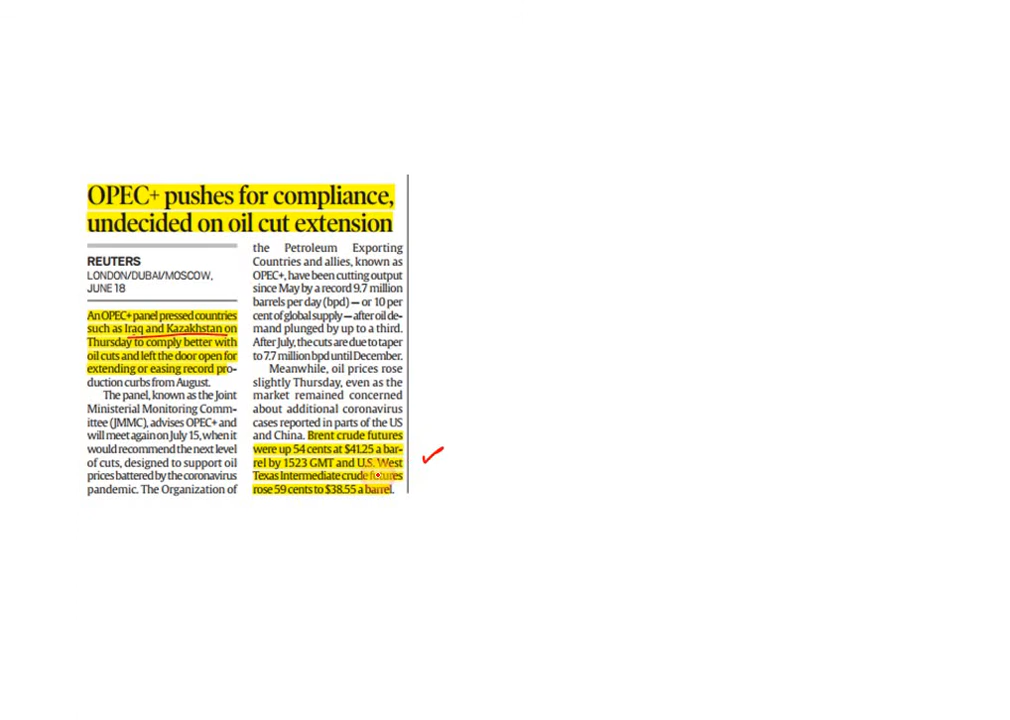 OPEC+ pushes for compliance,
undecided on oil cut extension
REUTERS
LONDON/DUBAI/MOSCOW,
JUNE 18
An OPEC+ panel pressed countries
such as Iraq and Kazakhstan on
Thursday to comply better with
oil cuts and left the door open for
extending or easing record pro-
duction curbs from August.
The panel, known as the Joint
Ministerial Monitoring Comm-
ittee (JMMC), advises OPEC+ and
will meet again on July 15, when it
would recommend the next level
of cuts, designed to support oil
prices battered by the coronavirus
pandemic. The Organization of
the Petroleum Exporting
Countries and allies, known as
OPEC+, have been cutting output
since May by a record 9.7 million
barrels per day (bpd) — or 10 per
cent of global supply — after oil de-
mand plunged by up to a third.
After July, the cuts are due to taper
to 7.7 million bpd until December.
Meanwhile, oil prices rose
slightly Thursday, even as the
market remained concerned
about additional coronavirus
cases reported in parts of the US
and China. Brent crude futures
were up 54 cents at $41.25 a bar-
rel by 1523 GMT and U.S. West
Texas Intermediate crude futures
rose 59 cents to $38.55 a barrel.